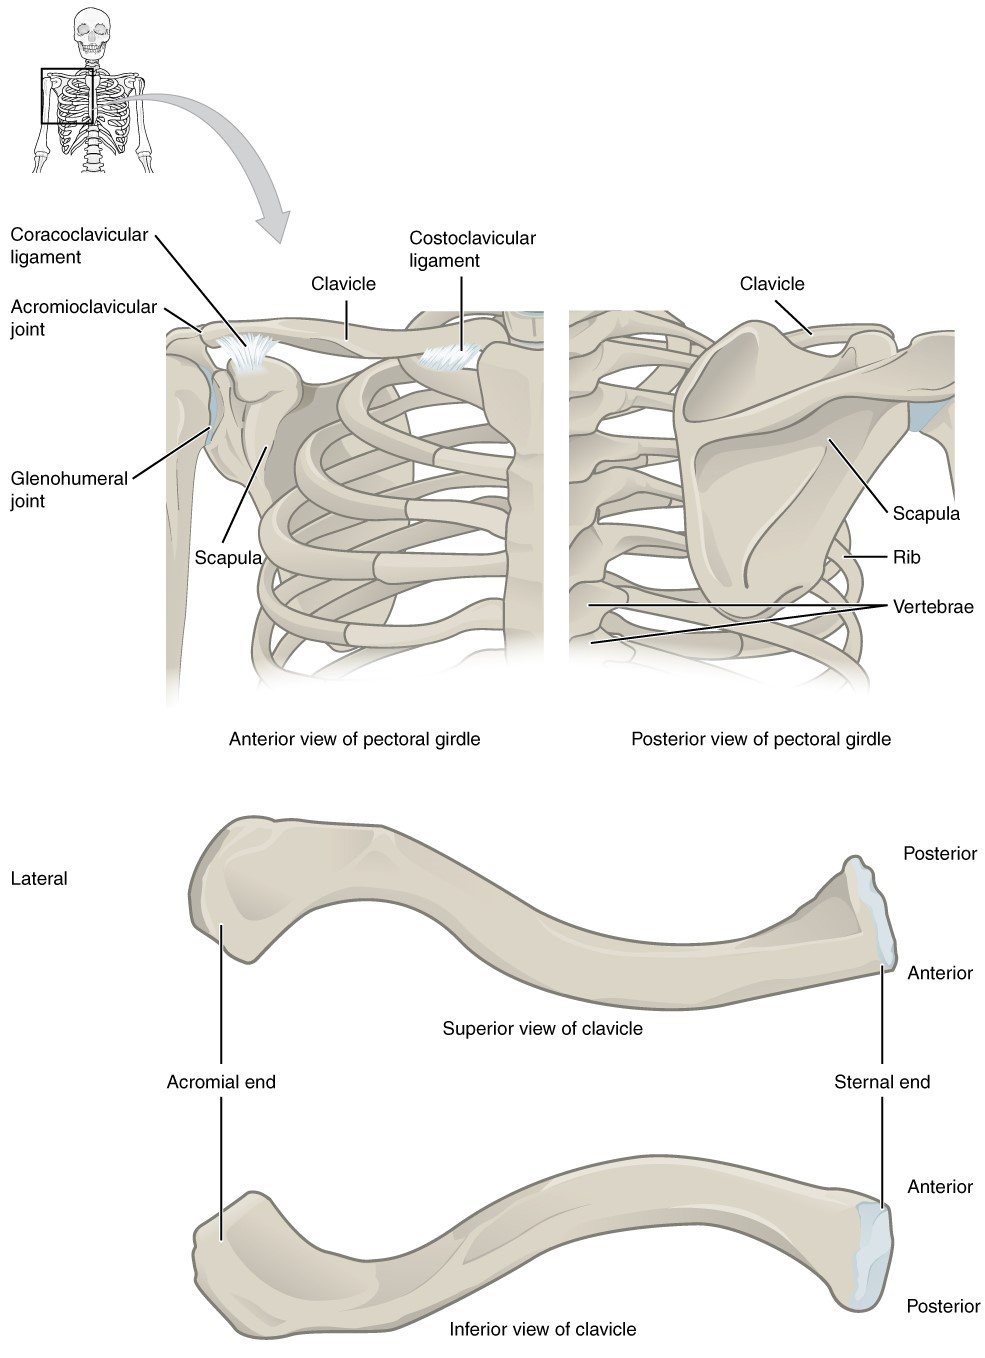 Coracoclavicular
ligament
Costoclavicular
ligament
Clavicle
Clavicle
Acromioclavicular
joint
Glenohumeral
joint
Scapula
Scapula
Rib
Vertebrae
Anterior view of pectoral girdle
Posterior view of pectoral girdle
Lateral
Posterior
Anterior
Superior view of clavicle
Acromial end
Sternal end
Anterior
Posterior
Inferior view of clavicle